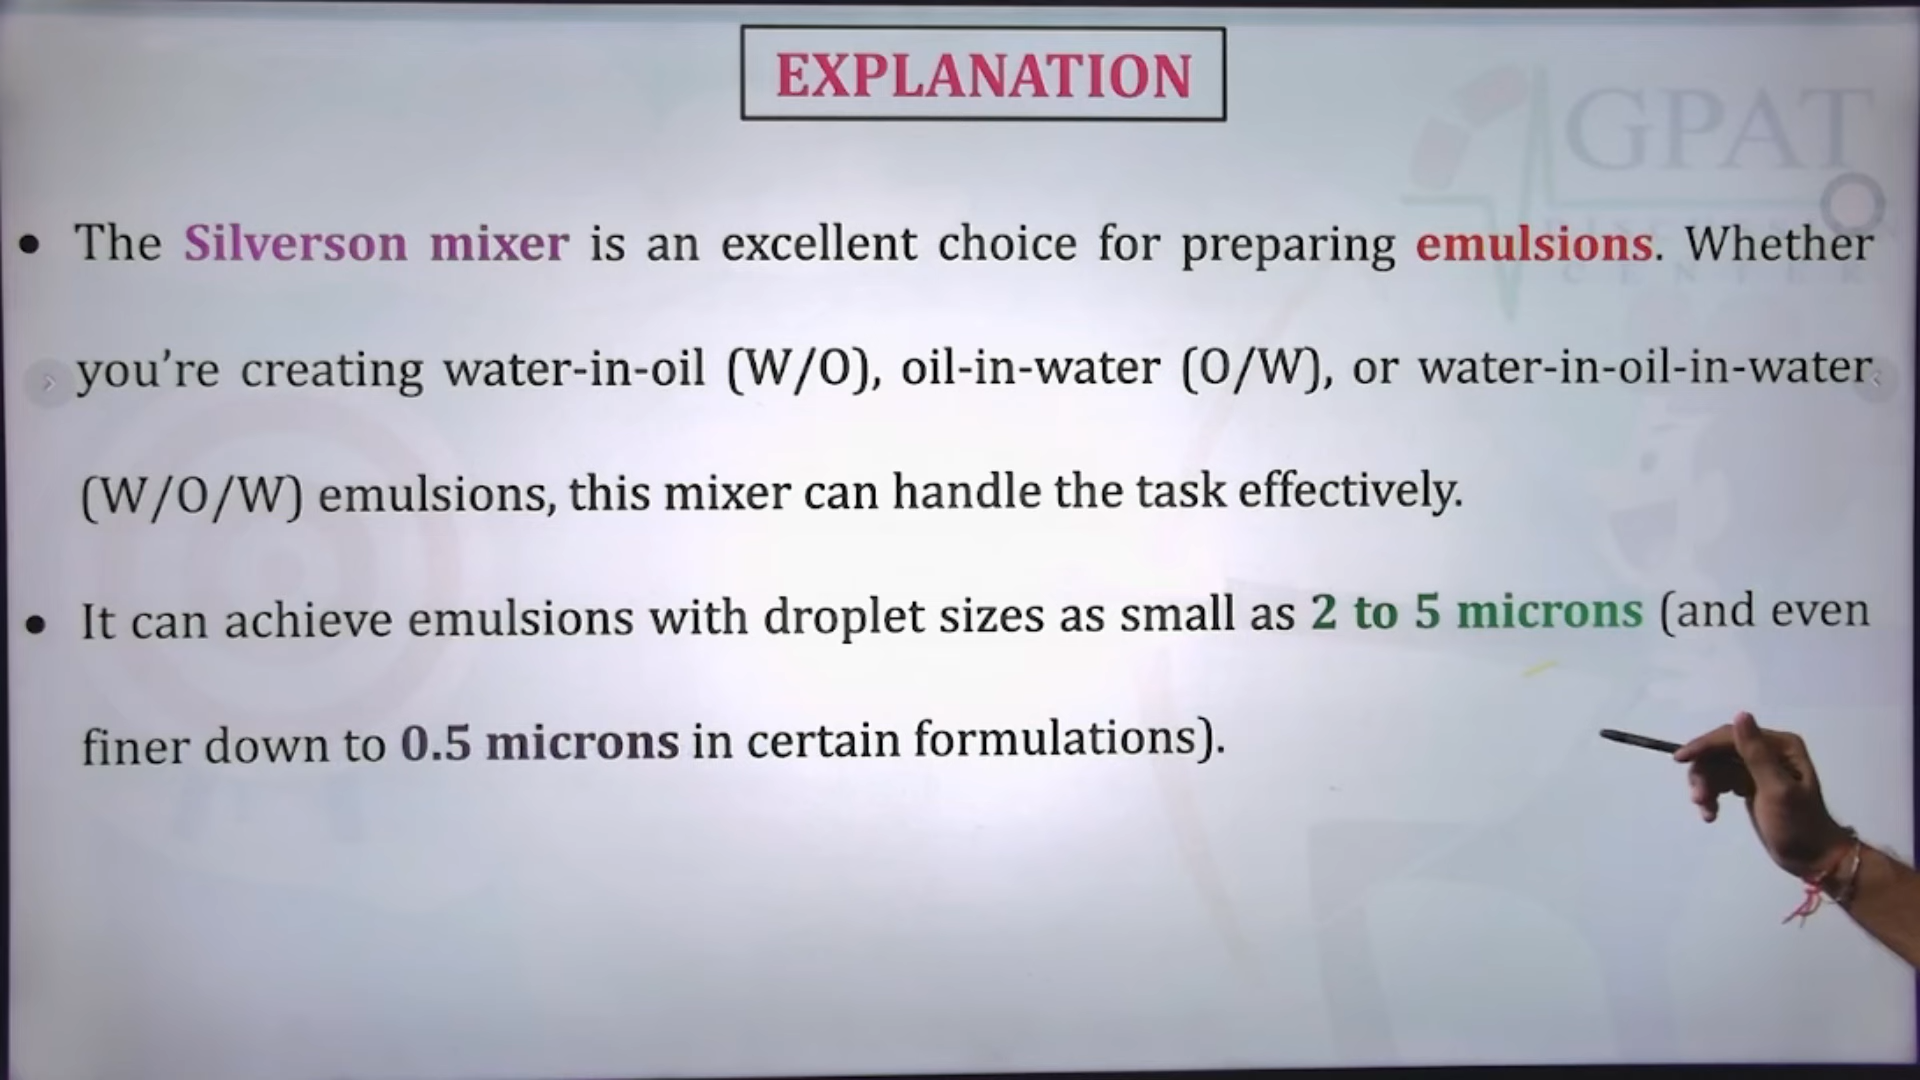 EXPLANATION
GPAT
• The Silverson mixer is an excellent choice for preparing emulsions. Whether
you're creating water-in-oil (W/O), oil-in-water (O/W), or water-in-oil-in-water
(W/O/W) emulsions, this mixer can handle the task effectively.
• It can achieve emulsions with droplet sizes as small as 2 to 5 microns (and even
finer down to 0.5 microns in certain formulations).